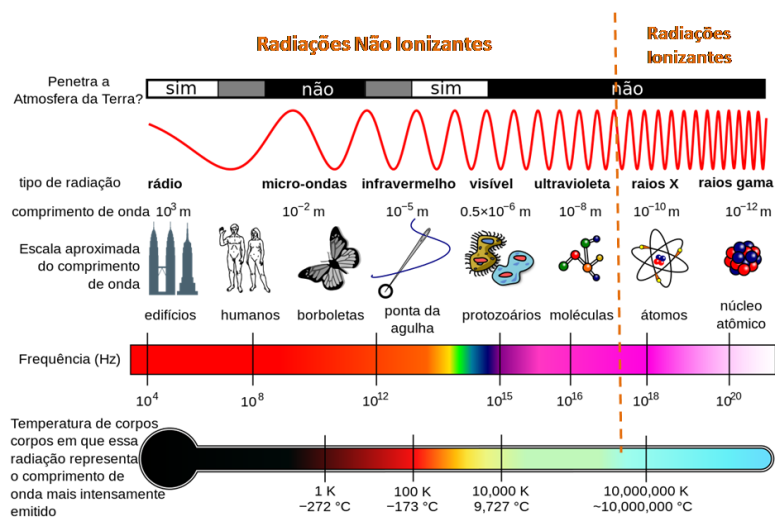 Radiações Não Ionizantes
Radiações
Ionizantes
Penetra a
Atmosfera da Terra?
sim
não
sim
não
tipo de radiação
rádio
micro-ondas
infravermelho
visível
ultravioleta
raios X
raios gama
comprimento de onda
10³ m
10⁻² m
10⁻⁵ m
0.5×10⁻⁶ m
10⁻⁸ m
10⁻¹⁰ m
10⁻¹² m
Escala aproximada
do comprimento
de onda
edifícios
humanos
borboletas
ponta da
agulha
protozoários
moléculas
átomos
núcleo
atômico
Frequência (Hz)
10⁴
10⁸
10¹²
10¹⁵
10¹⁶
10¹⁸
10²⁰
Temperatura de corpos
corpos em que essa
radiação representa
o comprimento de
onda mais intensamente
emitido
1 K
−272 °C
100 K
−173 °C
10,000 K
9,727 °C
10,000,000 K
~10,000,000 °C